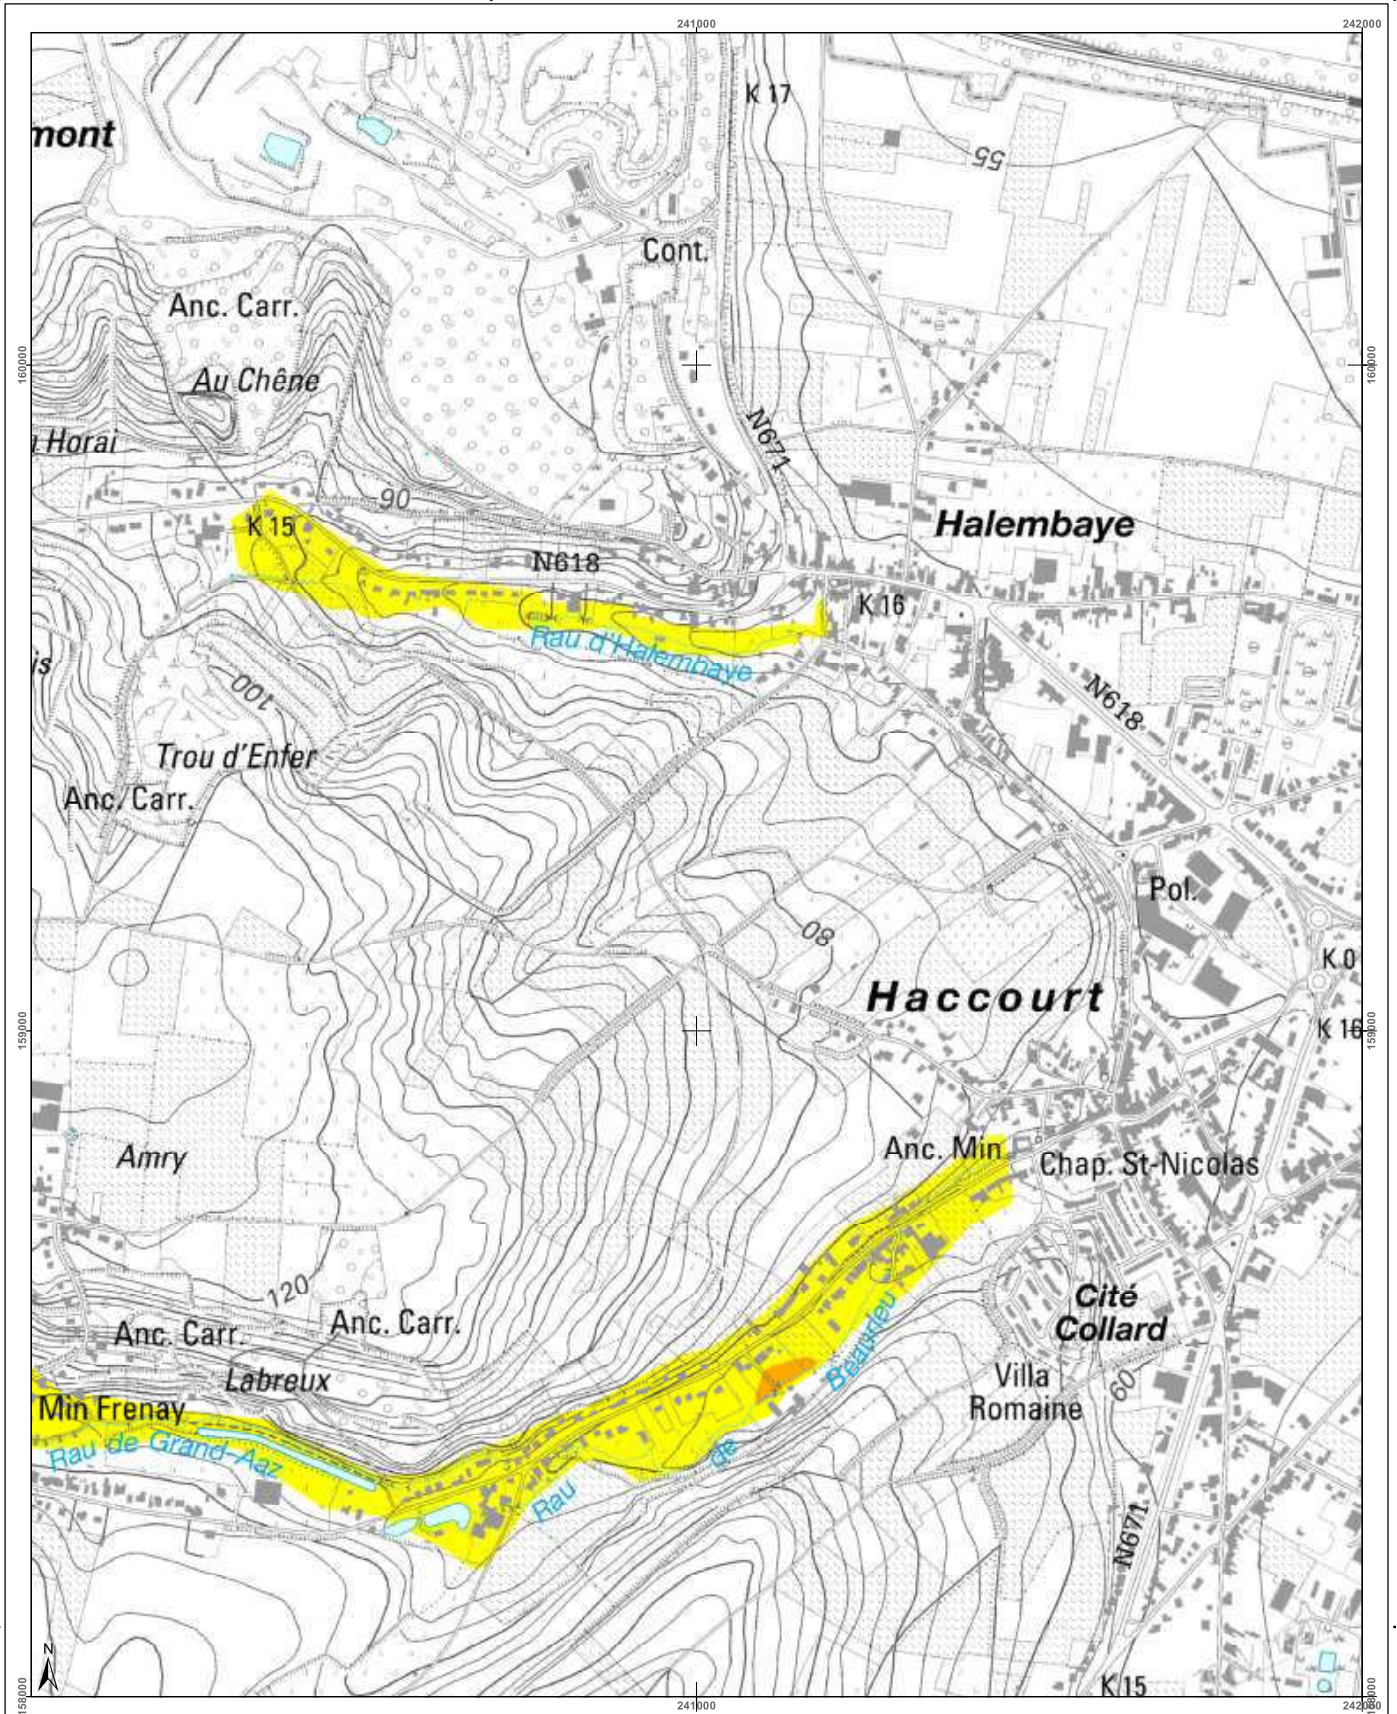 241000
242000
K 17
mont
55
Cont.
Anc. Carr.
160000
160000
Au Chêne
Horai
N671
90
K 15
Halembaye
N618
K 16
Rau d'Halembaye
is
100
N618
Trou d'Enfer
Anc. Carr.
Pol.
80
K 0
Haccourt
159000
K 16
159000
Anc. Min.
Amry
Chap. St-Nicolas
120
Cité
Collard
Anc. Carr.
Anc. Carr.
Labreux
Villa
Romaine
60
Min Frenay
Rau de Grand-Aaz
Rau de Beaurieu
N671
N
K 15
158000
241000
242000
158000